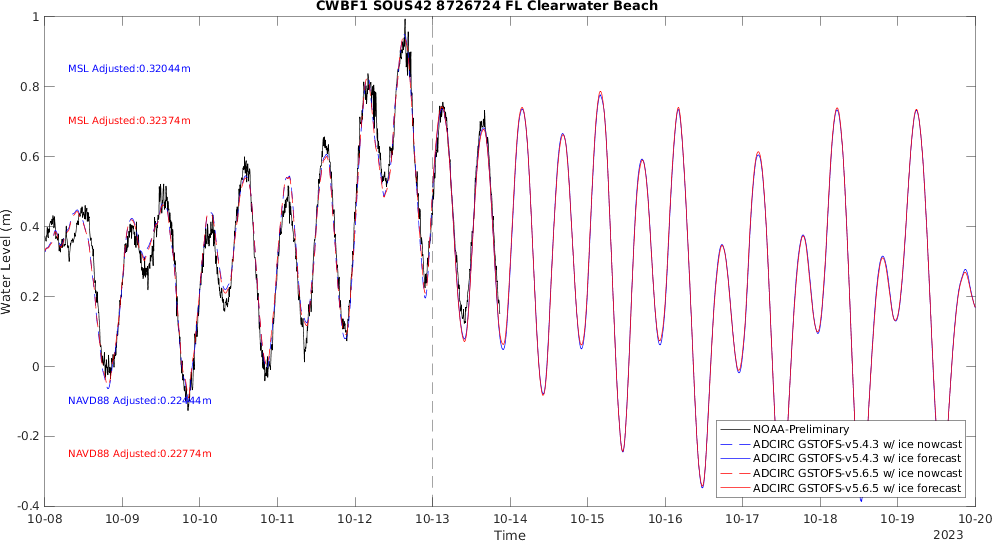 CWBF1 SOUS42 8726724 FL Clearwater Beach
1
0.8
0.6
0.4
0.2
0
-0.2
-0.4
Water Level (m)
MSL Adjusted:0.32044m
MSL Adjusted:0.32374m
NAVD88 Adjusted:0.22444m
NAVD88 Adjusted:0.22774m
NOAA-Preliminary
ADCIRC GSTOFS-v5.4.3 w/ ice nowcast
ADCIRC GSTOFS-v5.4.3 w/ ice forecast
ADCIRC GSTOFS-v5.6.5 w/ ice nowcast
ADCIRC GSTOFS-v5.6.5 w/ ice forecast
10-08 10-09 10-10 10-11 10-12 10-13 10-14 10-15 10-16 10-17 10-18 10-19 10-20
Time
2023